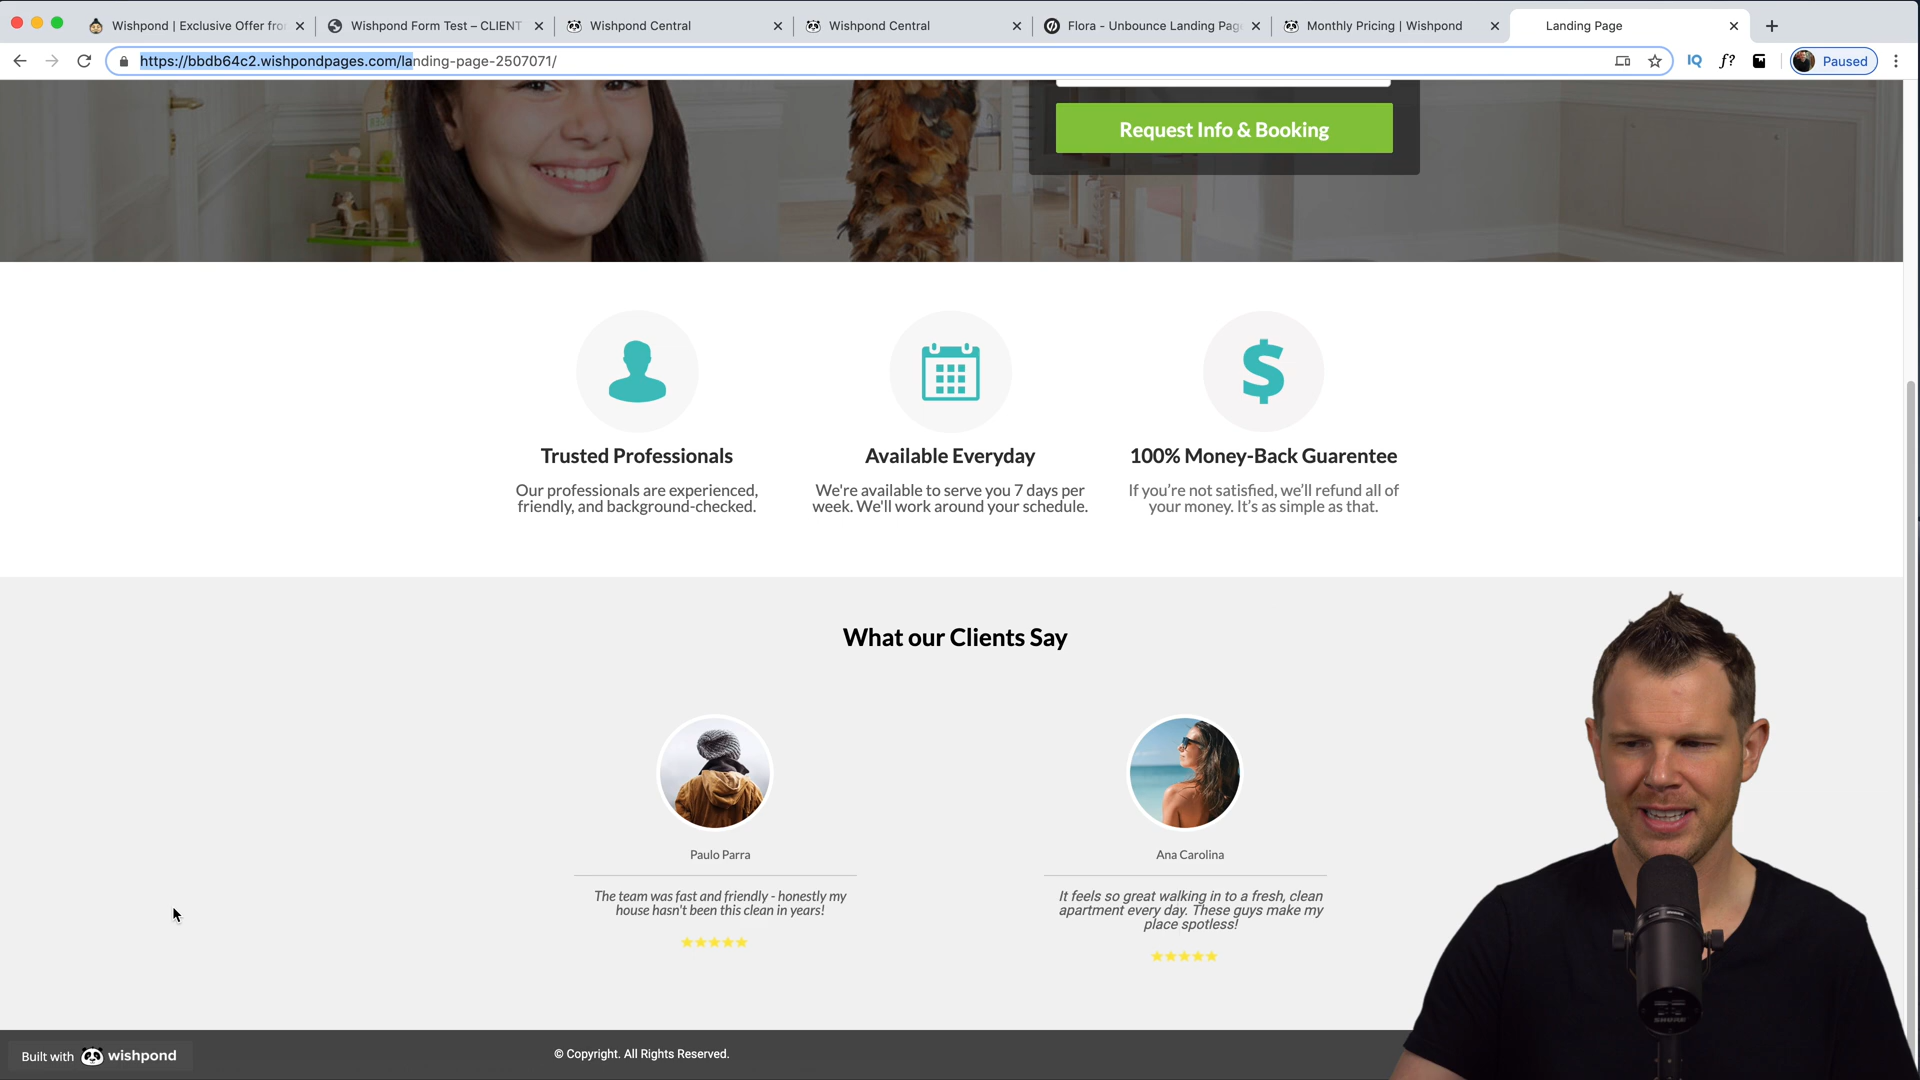 Wishpond | Exclusive Offer fro
Wishpond Form Test – CLIENT
Wishpond Central
Wishpond Central
Flora - Unbounce Landing Pag
Monthly Pricing | Wishpond
Landing Page
https://bbdb64c2.wishpondpages.com/landing-page-2507071/
IQ
f?
Paused
Request Info & Booking
Trusted Professionals
Our professionals are experienced,
friendly, and background-checked.
Available Everyday
We're available to serve you 7 days per
week. We'll work around your schedule.
$
100% Money-Back Guarentee
If you’re not satisfied, we’ll refund all of
your money. It’s as simple as that.
What our Clients Say
Paulo Parra
The team was fast and friendly - honestly my
house hasn't been this clean in years!
Ana Carolina
It feels so great walking in to a fresh, clean
apartment every day. These guys make my
place spotless!
Built with wishpond
© Copyright. All Rights Reserved.